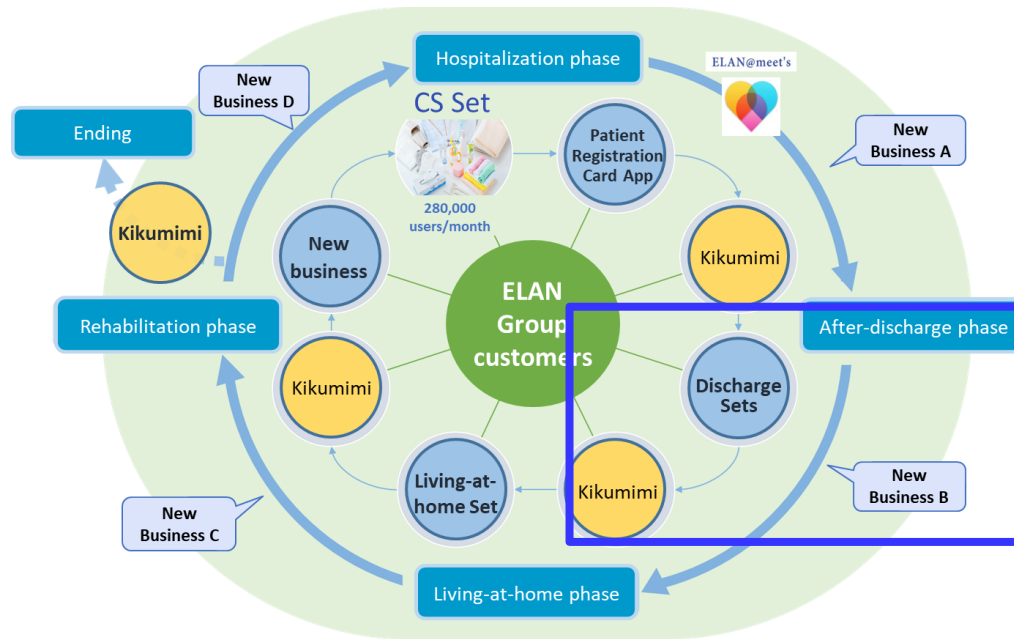 Hospitalization phase
ELAN@meet's
New
Business D
CS Set
Ending
Patient
Registration
Card App
New
Business A
280,000
users/month
Kikumimi
New
business
Kikumimi
ELAN
Group
customers
Rehabilitation phase
After-discharge phase
Kikumimi
Discharge
Sets
Living-at-
home Set
Kikumimi
New
Business B
New
Business C
Living-at-home phase